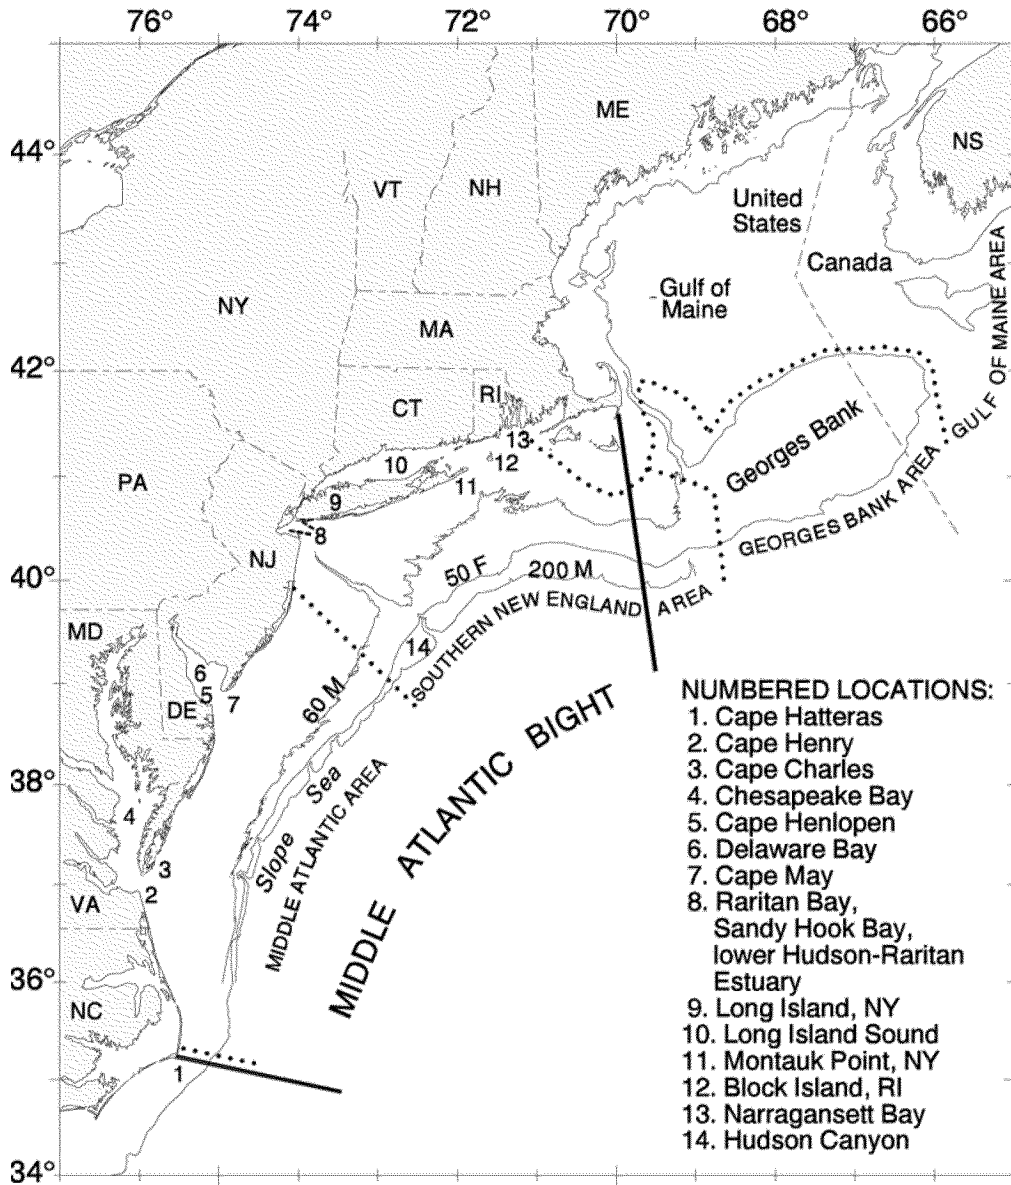 76° 74° 72° 70° 68° 66°
ME
44°
NS
VT
NH
United
States
Canada
NY
Gulf of
Maine
MA
42°
GULF OF MAINE AREA
CT
RI
Georges Bank
13
10
12
PA
11
9
8
GEORGES BANK AREA
NJ
50 F
200 M
40°
SOUTHERN NEW ENGLAND AREA
MD
14
6
5
7
DE
60 M
38°
4
Slope Sea
MIDDLE ATLANTIC AREA
MIDDLE ATLANTIC BIGHT
3
2
VA
36°
NC
1
34°
NUMBERED LOCATIONS:
1. Cape Hatteras
2. Cape Henry
3. Cape Charles
4. Chesapeake Bay
5. Cape Henlopen
6. Delaware Bay
7. Cape May
8. Raritan Bay,
Sandy Hook Bay,
lower Hudson-Raritan
Estuary
9. Long Island, NY
10. Long Island Sound
11. Montauk Point, NY
12. Block Island, RI
13. Narragansett Bay
14. Hudson Canyon